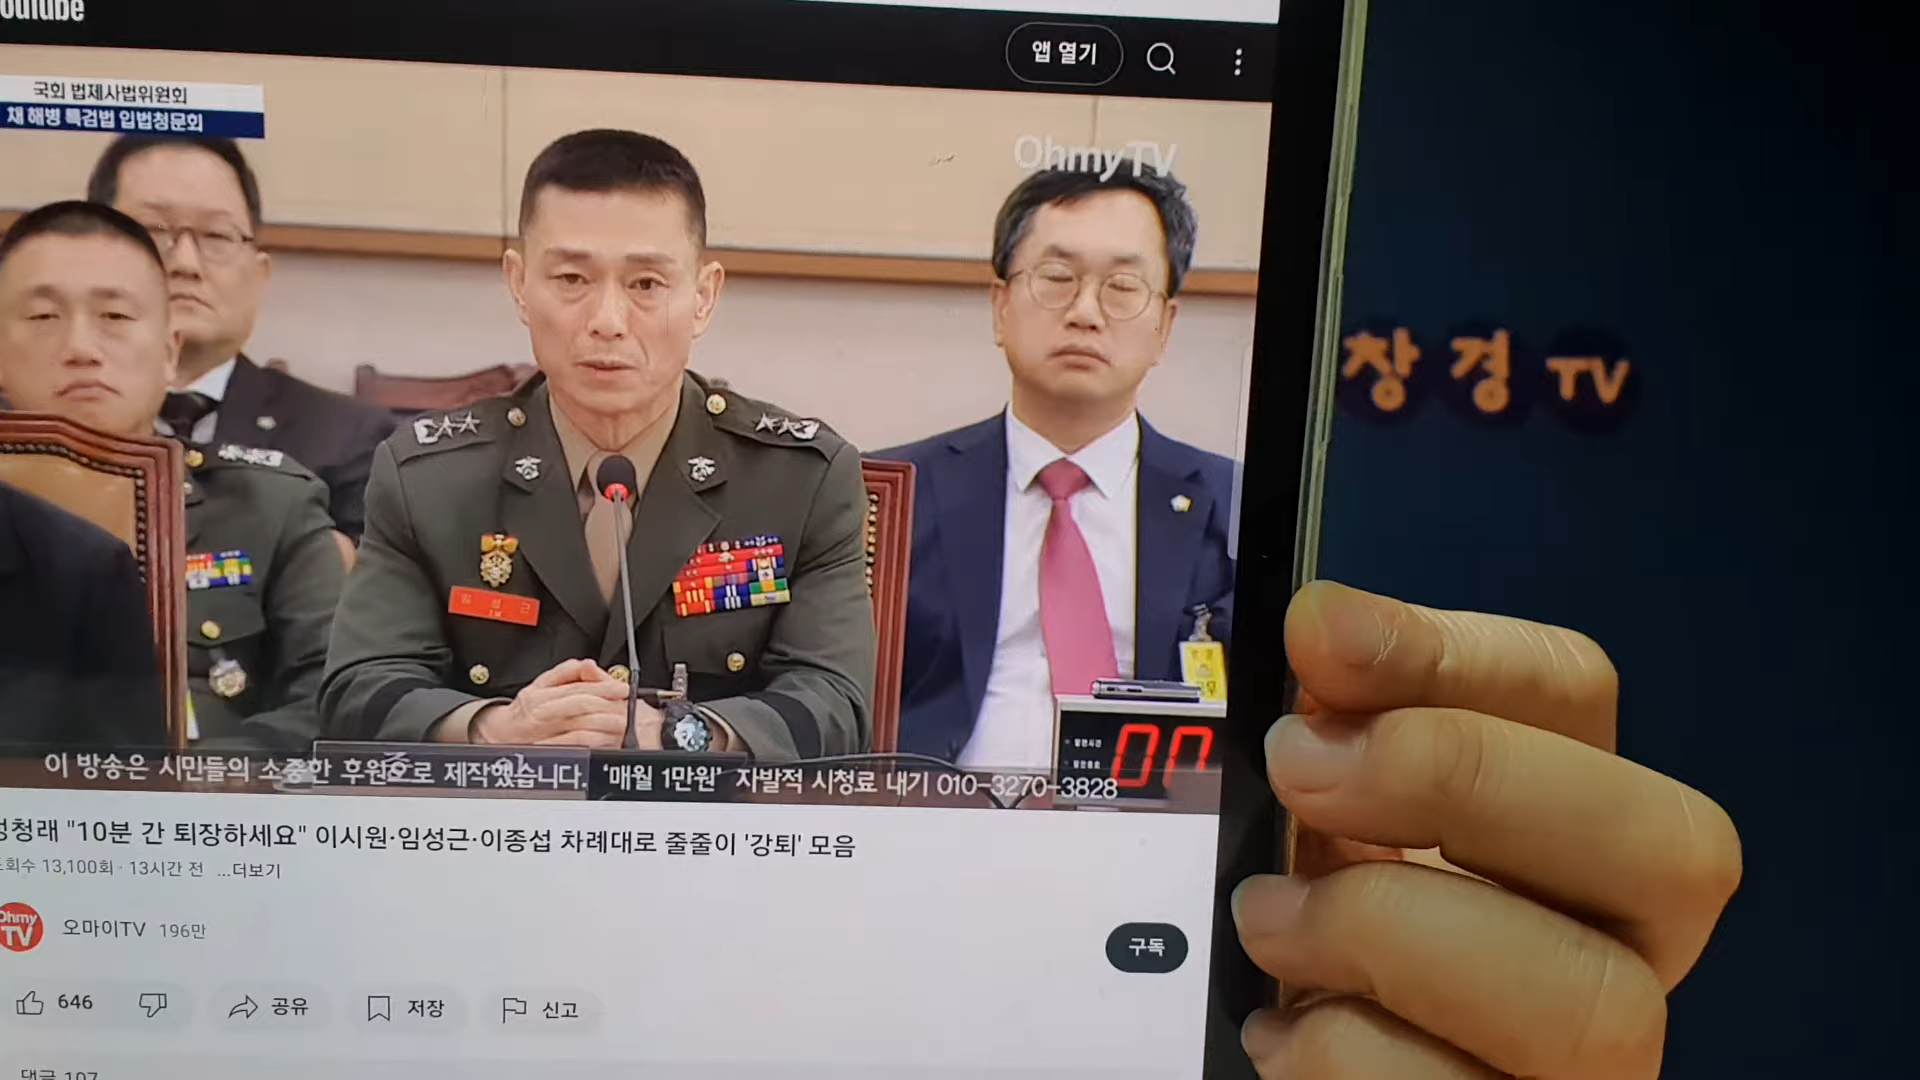 앱 열기
국회 법제사법위원회
채 해병 특검법 입법청문회
OhmyTV
창경TV
임성근
이 방송은 시민들의 소중한 후원으로 제작했습니다. '매월 1만원' 자발적 시청료 내기 010-3270-3828
"10분 간 퇴장하세요" 이시원·임성근·이종섭 차례대로 줄줄이 '강퇴' 모음
13,100회 · 13시간 전 ...더보기
Ohmy
TV
오마이TV 196만
구독
646
공유
저장
신고